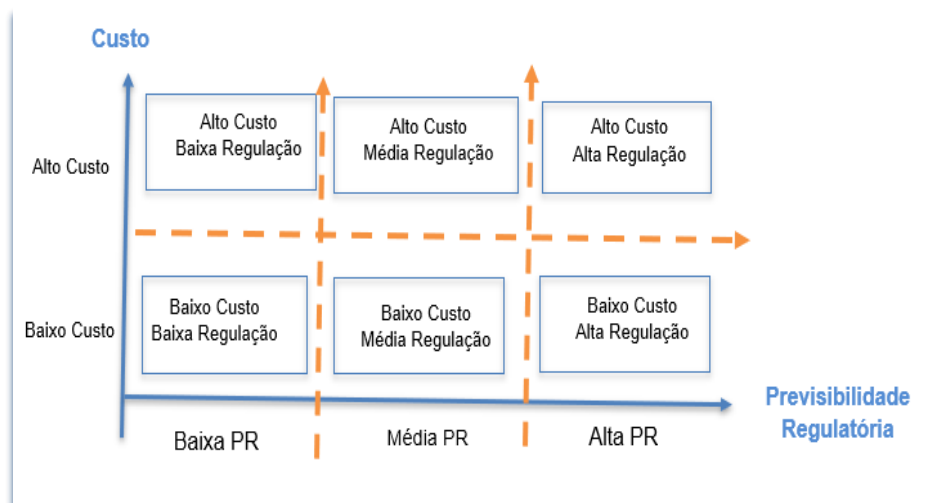 Custo
Alto Custo
Alto Custo
Baixa Regulação
Alto Custo
Média Regulação
Alto Custo
Alta Regulação
Baixo Custo
Baixo Custo
Baixa Regulação
Baixo Custo
Média Regulação
Baixo Custo
Alta Regulação
Previsibilidade
Regulatória
Baixa PR
Média PR
Alta PR